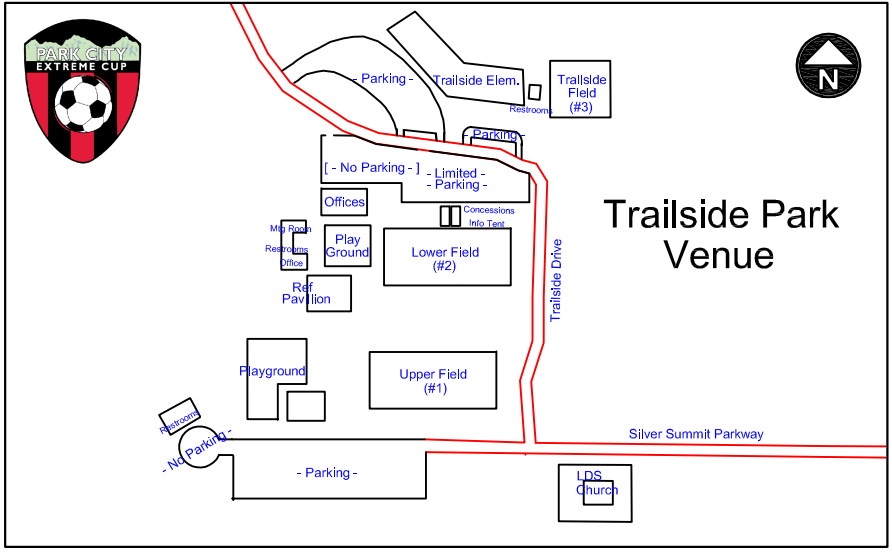 PARK CITY
EXTREME CUP
- Parking -
Trailside Elem.
Restrooms
Trailside
Field
(#3)
N
- Parking -
[ - No Parking - ]
- Limited -
- Parking -
Offices
Concessions
Info Tent
Mtg Room
Restrooms
Office
Play
Ground
Lower Field
(#2)
Trailside Park
Venue
Trailside Drive
Ref
Pavilion
Playground
Upper Field
(#1)
Restrooms
- No Parking -
- Parking -
Silver Summit Parkway
LDS
Church